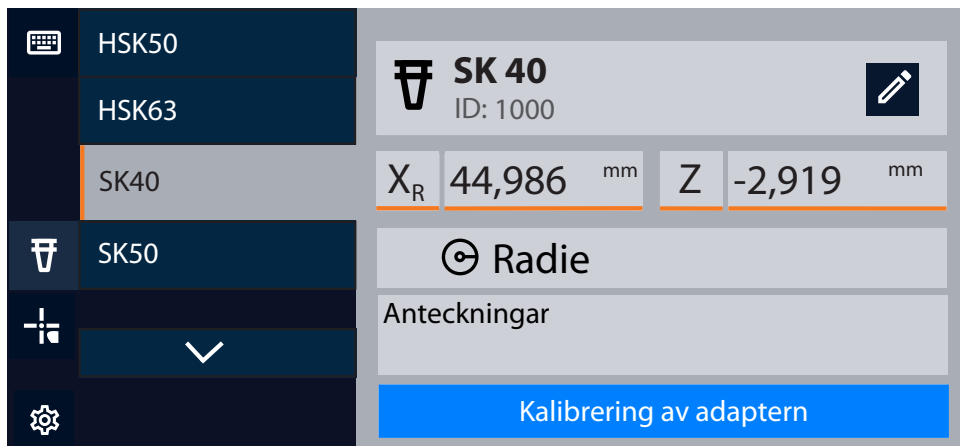 HSK50
HSK63
SK40
SK50
SK 40
ID: 1000
XR 44,986 mm Z -2,919 mm
Radie
Anteckningar
Kalibrering av adaptern